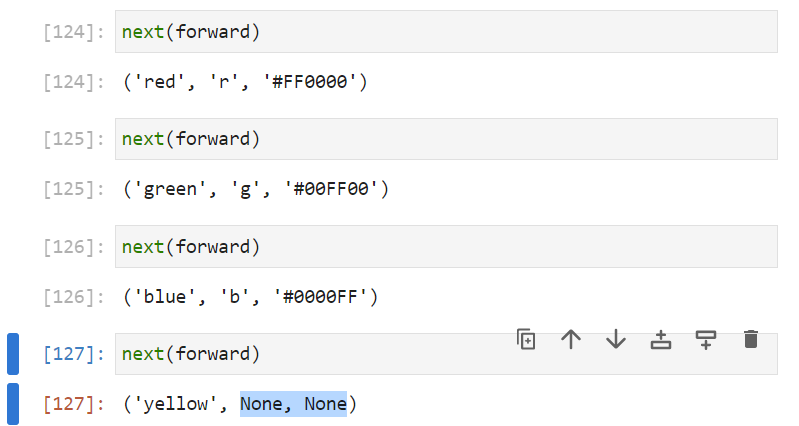 [124]: next(forward)
[124]: ('red', 'r', '#FF0000')
[125]: next(forward)
[125]: ('green', 'g', '#00FF00')
[126]: next(forward)
[126]: ('blue', 'b', '#0000FF')
[127]: next(forward)
[127]: ('yellow', None, None)